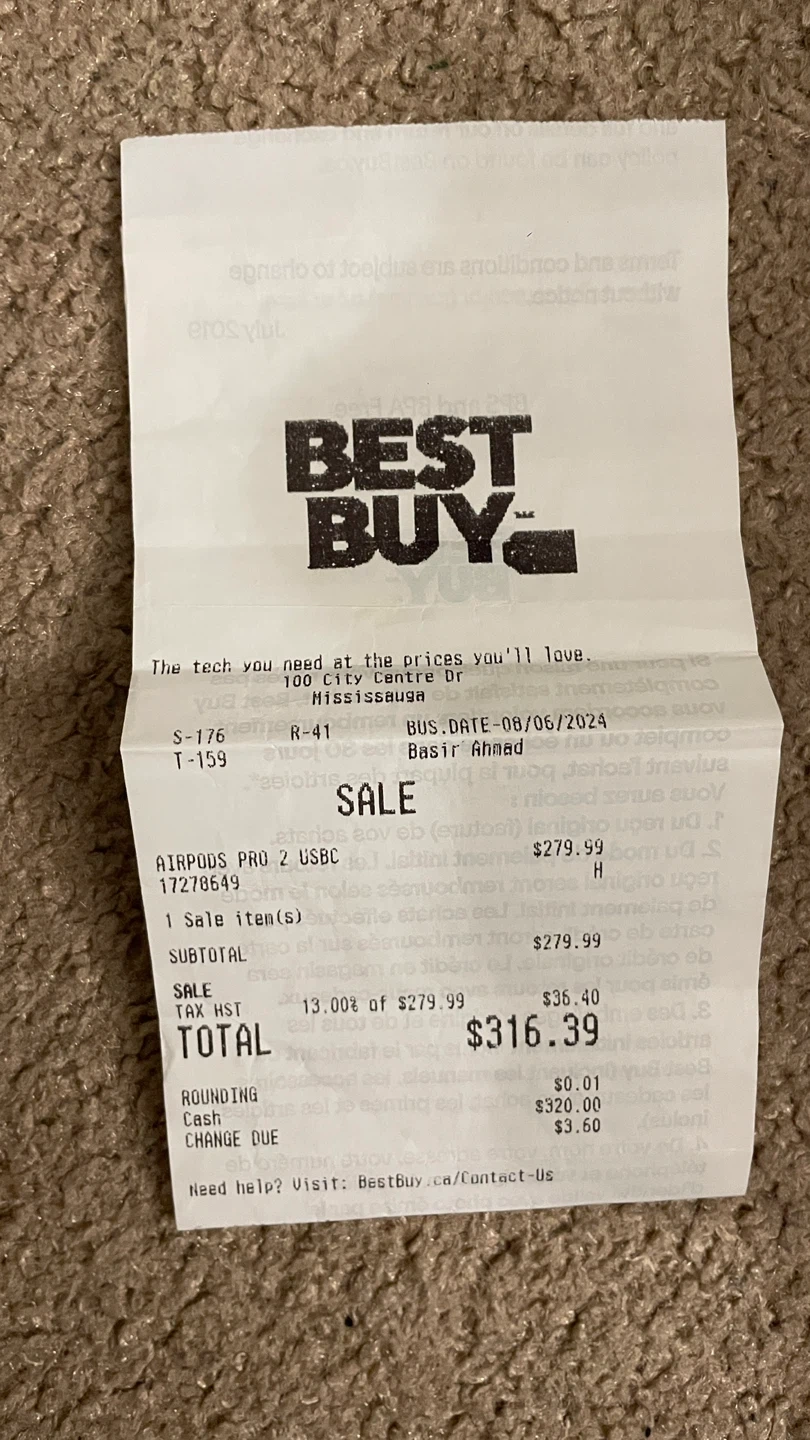 BEST
BUY
The tech you need at the prices you'll love.
100 City Centre Dr
Mississauga
S-176 R-41 BUS.DATE-08/06/2024
T-159 Basir Ahmad
SALE
AIRPODS PRO 2 USBC $279.99
17278649 H
1 Sale item(s)
SUBTOTAL $279.99
SALE
TAX HST 13.00% of $279.99 $36.40
TOTAL $316.39
ROUNDING $0.01
Cash $320.00
CHANGE DUE $3.60
Need help? Visit: BestBuy.ca/Contact-Us